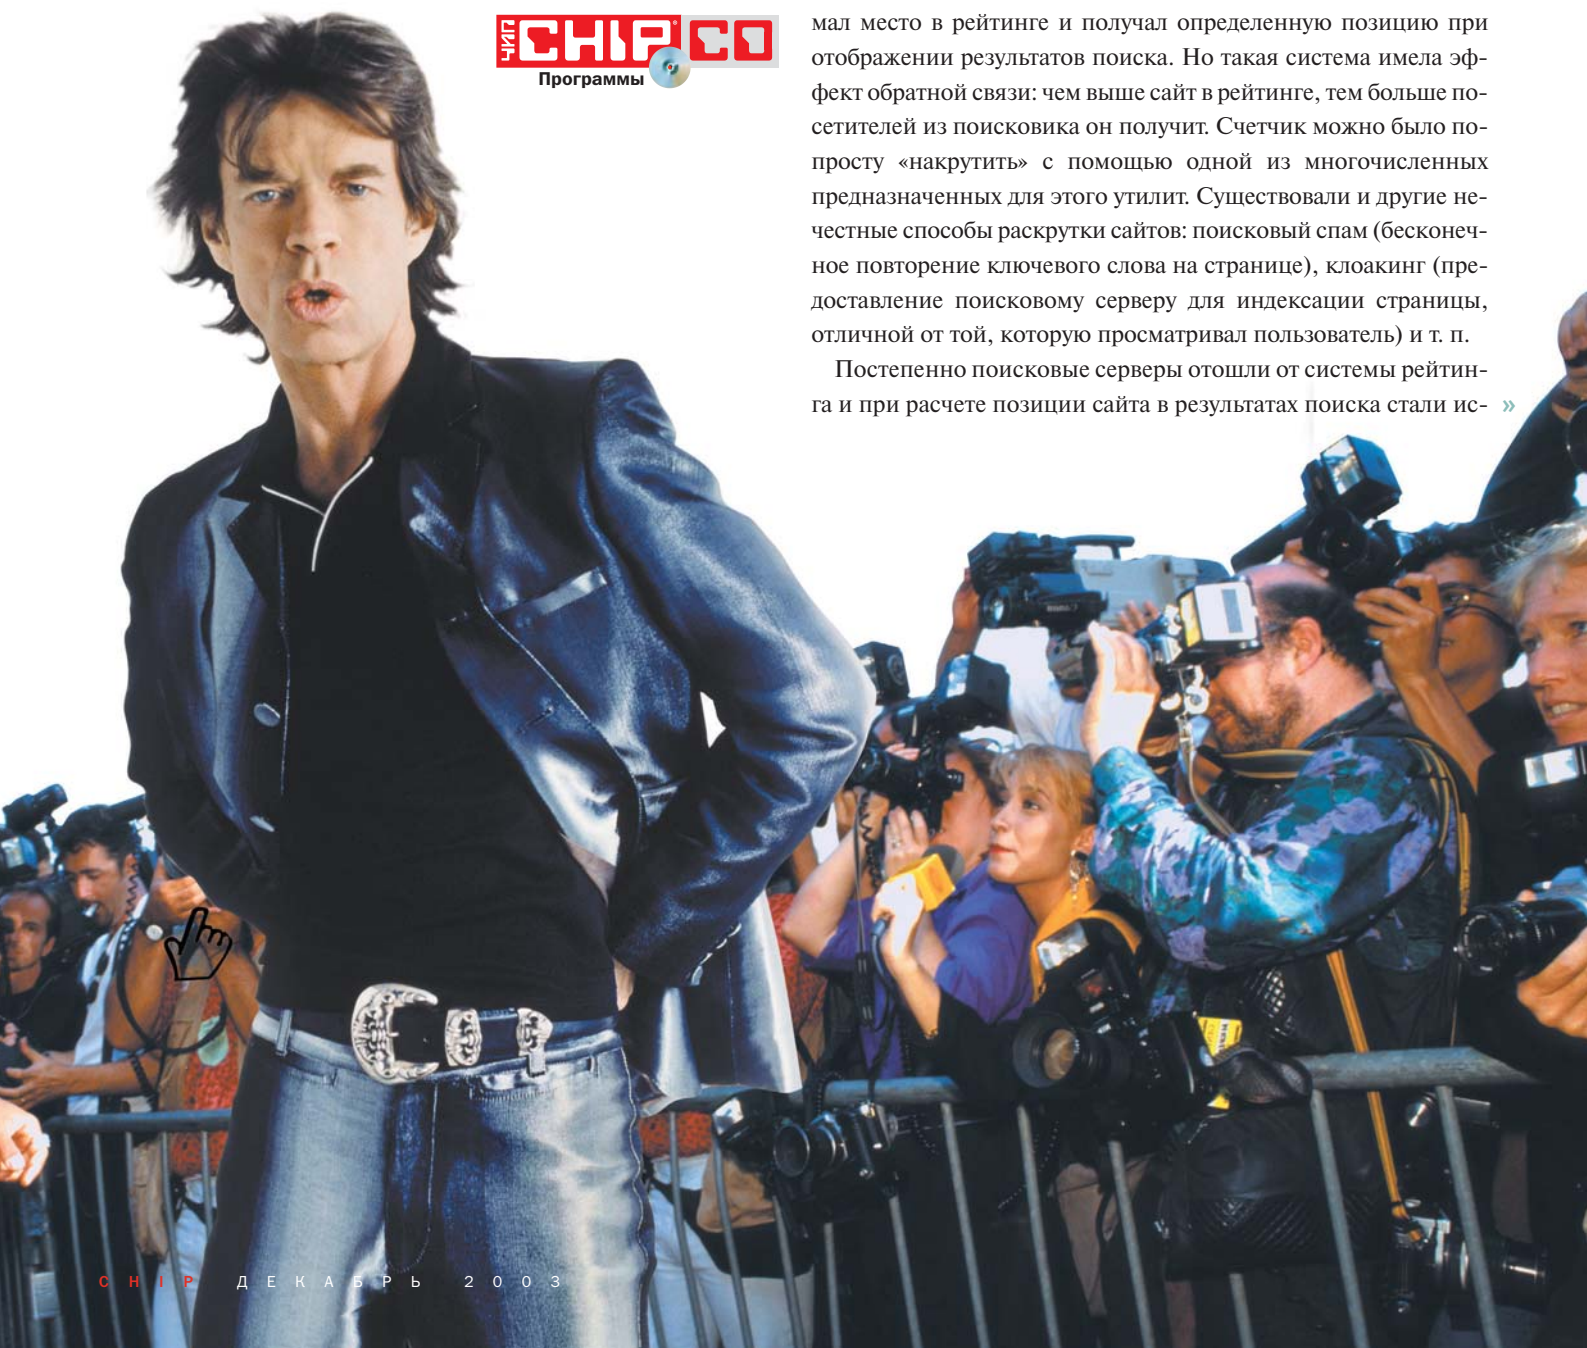 ЧИП CHIP CD
Программы
мал место в рейтинге и получал определенную позицию при
отображении результатов поиска. Но такая система имела эф-
фект обратной связи: чем выше сайт в рейтинге, тем больше по-
сетителей из поисковика он получит. Счетчик можно было по-
просту «накрутить» с помощью одной из многочисленных
предназначенных для этого утилит. Существовали и другие не-
честные способы раскрутки сайтов: поисковый спам (бесконеч-
ное повторение ключевого слова на странице), клоакинг (пре-
доставление поисковому серверу для индексации страницы,
отличной от той, которую просматривал пользователь) и т. п.
Постепенно поисковые серверы отошли от системы рейтин-
га и при расчете позиции сайта в результатах поиска стали ис- »
CHIP ДЕКАБРЬ 2003